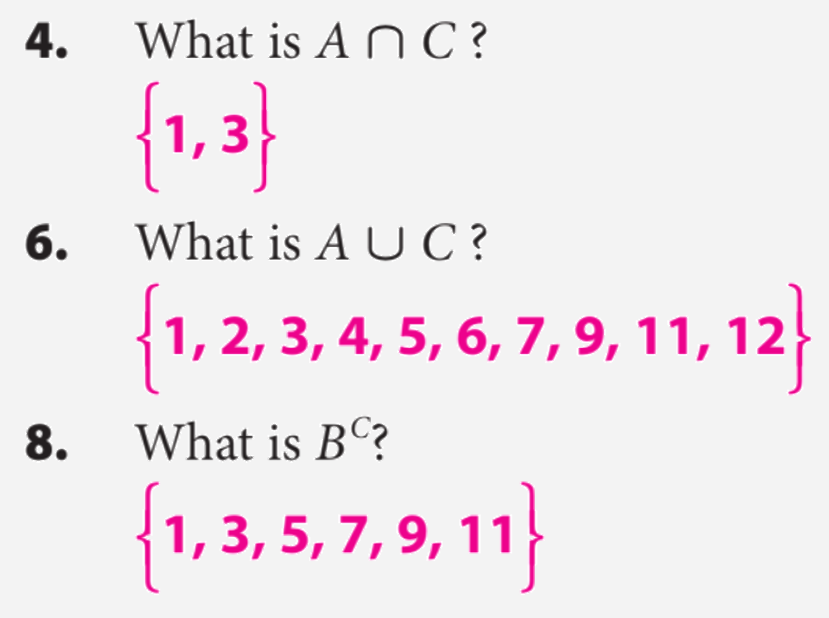 4. What is A ∩ C ?
{1, 3}
6. What is A ∪ C ?
{1, 2, 3, 4, 5, 6, 7, 9, 11, 12}
8. What is Bᶜ?
{1, 3, 5, 7, 9, 11}